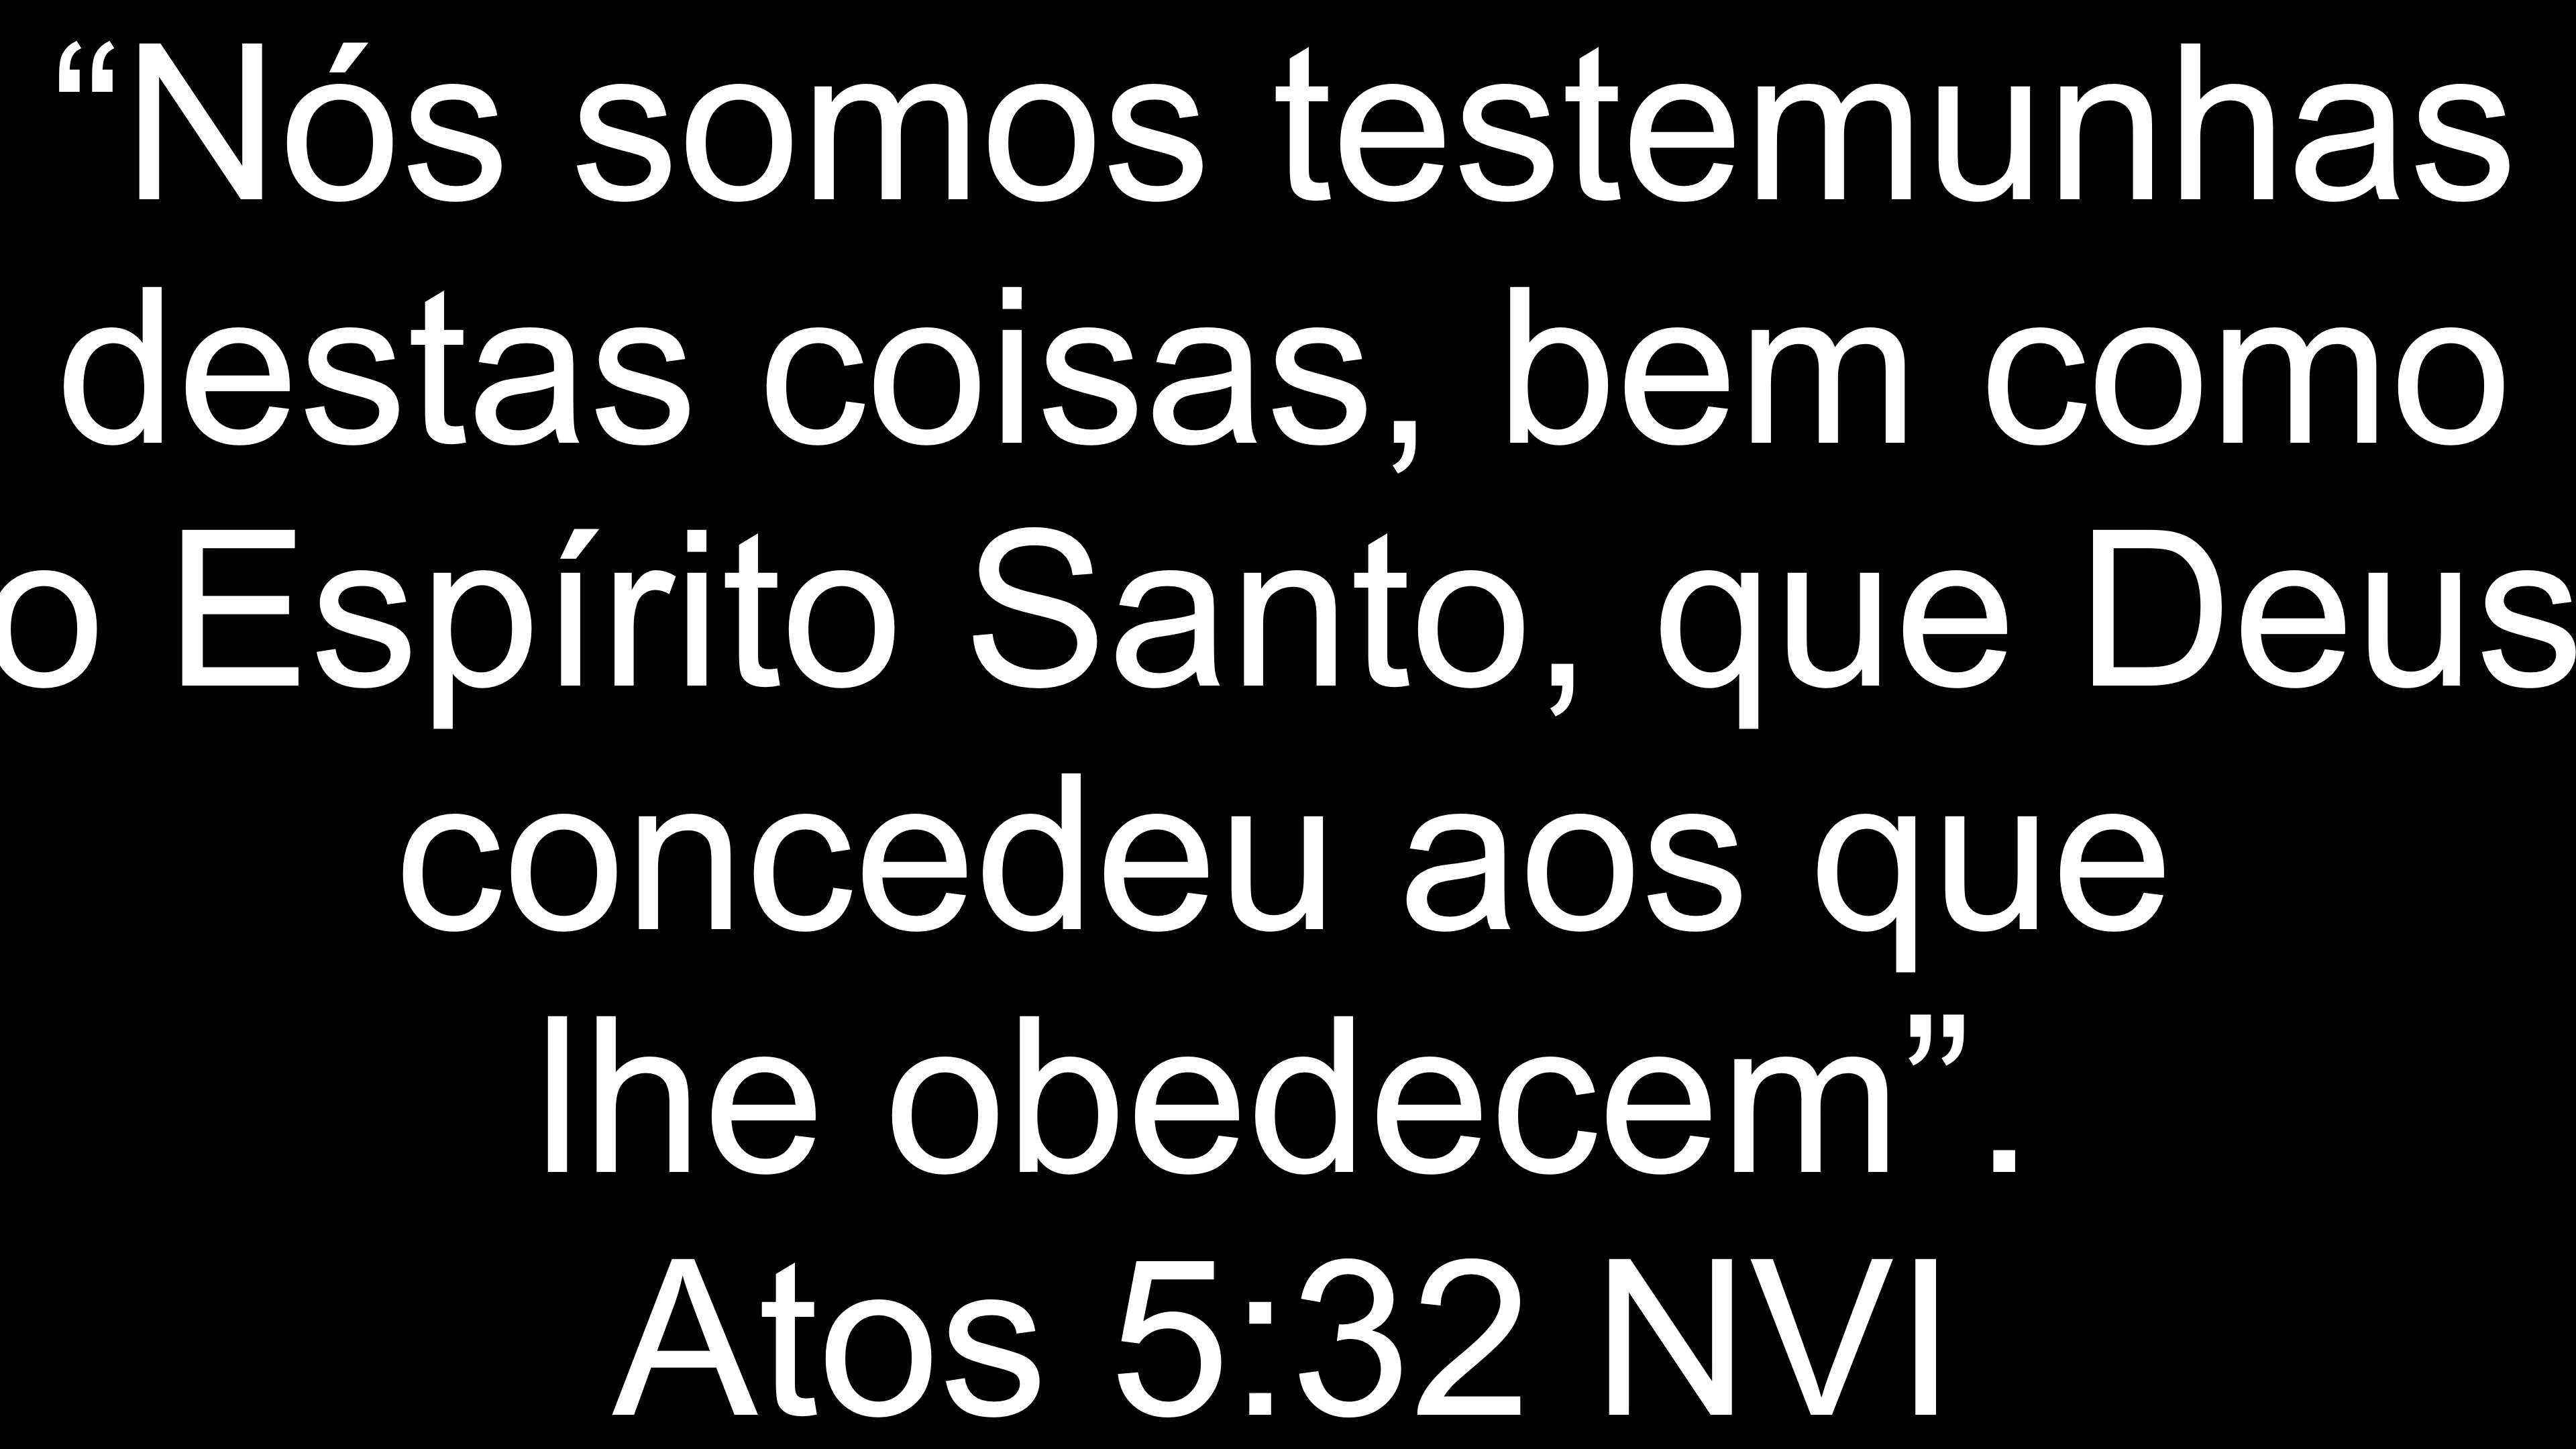 “Nós somos testemunhas
destas coisas, bem como
o Espírito Santo, que Deus
concedeu aos que
lhe obedecem”.
Atos 5:32 NVI